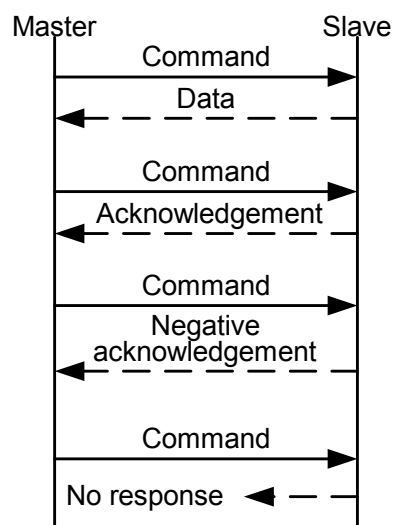 Master Slave
Command
Data
Command
Acknowledgement
Command
Negative
acknowledgement
Command
No response